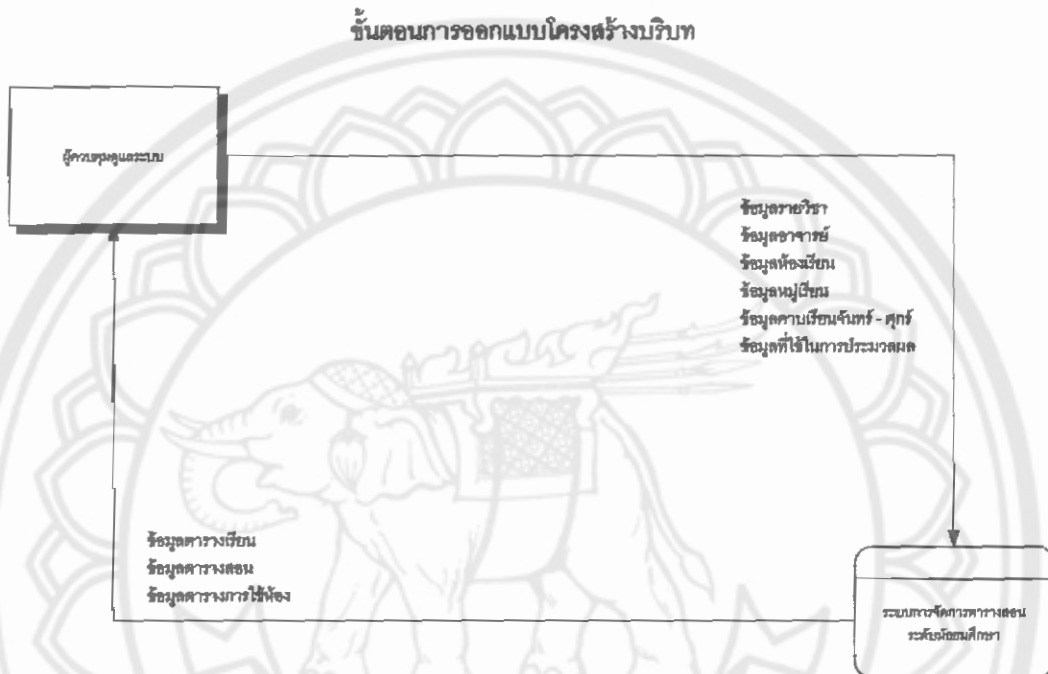 ขั้นตอนการออกแบบโครงสร้างบริบท
ผู้ควบคุมดูแลระบบ
ข้อมูลรายวิชา
ข้อมูลอาจารย์
ข้อมูลห้องเรียน
ข้อมูลหมู่เรียน
ข้อมูลคาบเรียนจันทร์ - ศุกร์
ข้อมูลที่ใช้ในการประมวลผล
ข้อมูลตารางเรียน
ข้อมูลตารางสอน
ข้อมูลตารางการใช้ห้อง
ระบบการจัดการตารางสอน
ระดับมัธยมศึกษา